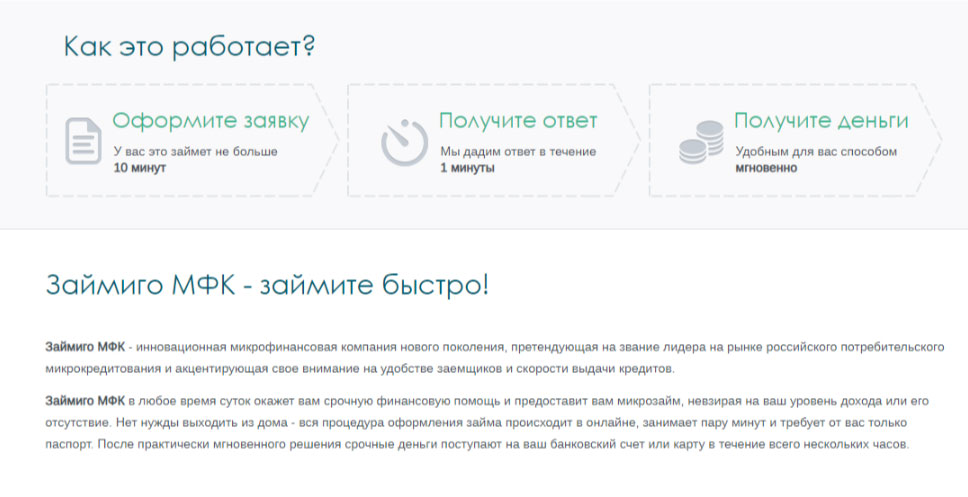 Как это работает?
Оформите заявку
У вас это займет не больше
10 минут
Получите ответ
Мы дадим ответ в течение
1 минуты
Получите деньги
Удобным для вас способом
мгновенно
Займиго МФК - займите быстро!
Займиго МФК - инновационная микрофинансовая компания нового поколения, претендующая на звание лидера на рынке российского потребительского
микрокредитования и акцентирующая свое внимание на удобстве заемщиков и скорости выдачи кредитов.
Займиго МФК в любое время суток окажет вам срочную финансовую помощь и предоставит вам микрозайм, невзирая на ваш уровень дохода или его
отсутствие. Нет нужды выходить из дома - вся процедура оформления займа происходит в онлайне, занимает пару минут и требует от вас только
паспорт. После практически мгновенного решения срочные деньги поступают на ваш банковский счет или карту в течение всего нескольких часов.